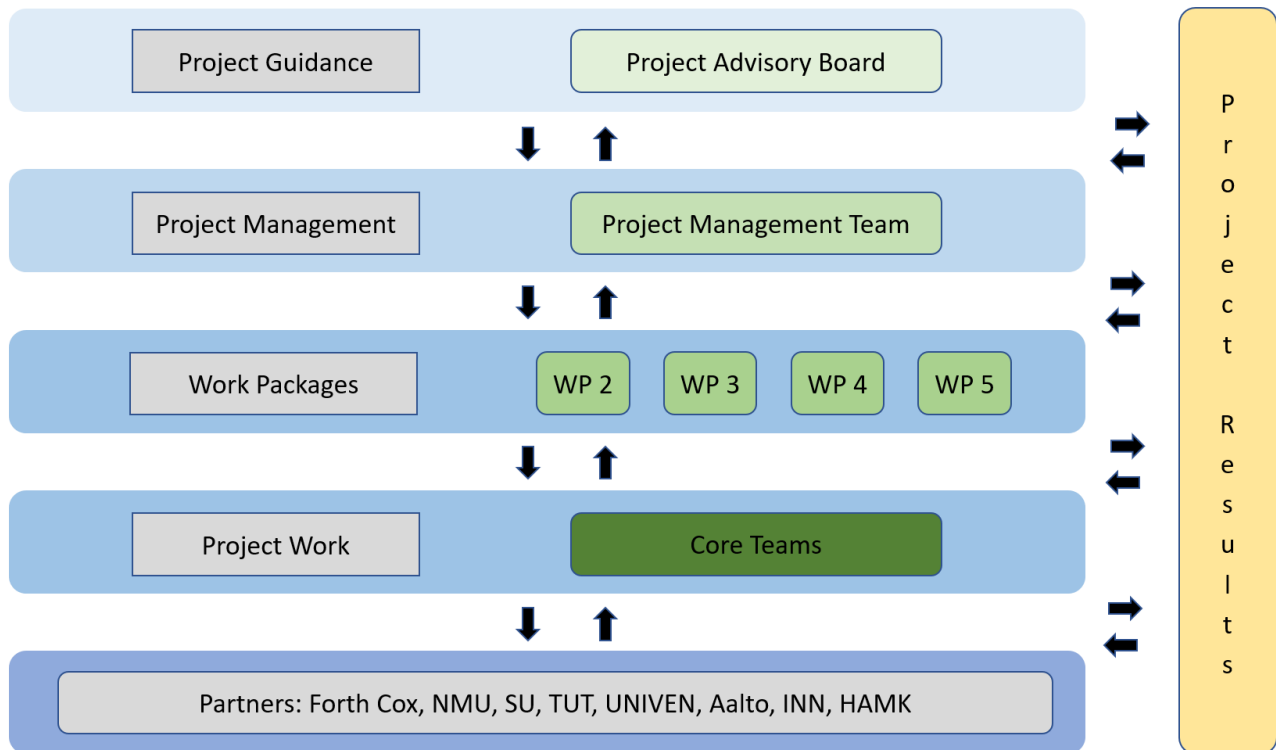 Project Guidance
Project Advisory Board
Project Management
Project Management Team
Work Packages
WP 2
WP 3
WP 4
WP 5
Project Work
Core Teams
Partners: Forth Cox, NMU, SU, TUT, UNIVEN, Aalto, INN, HAMK
Project Results